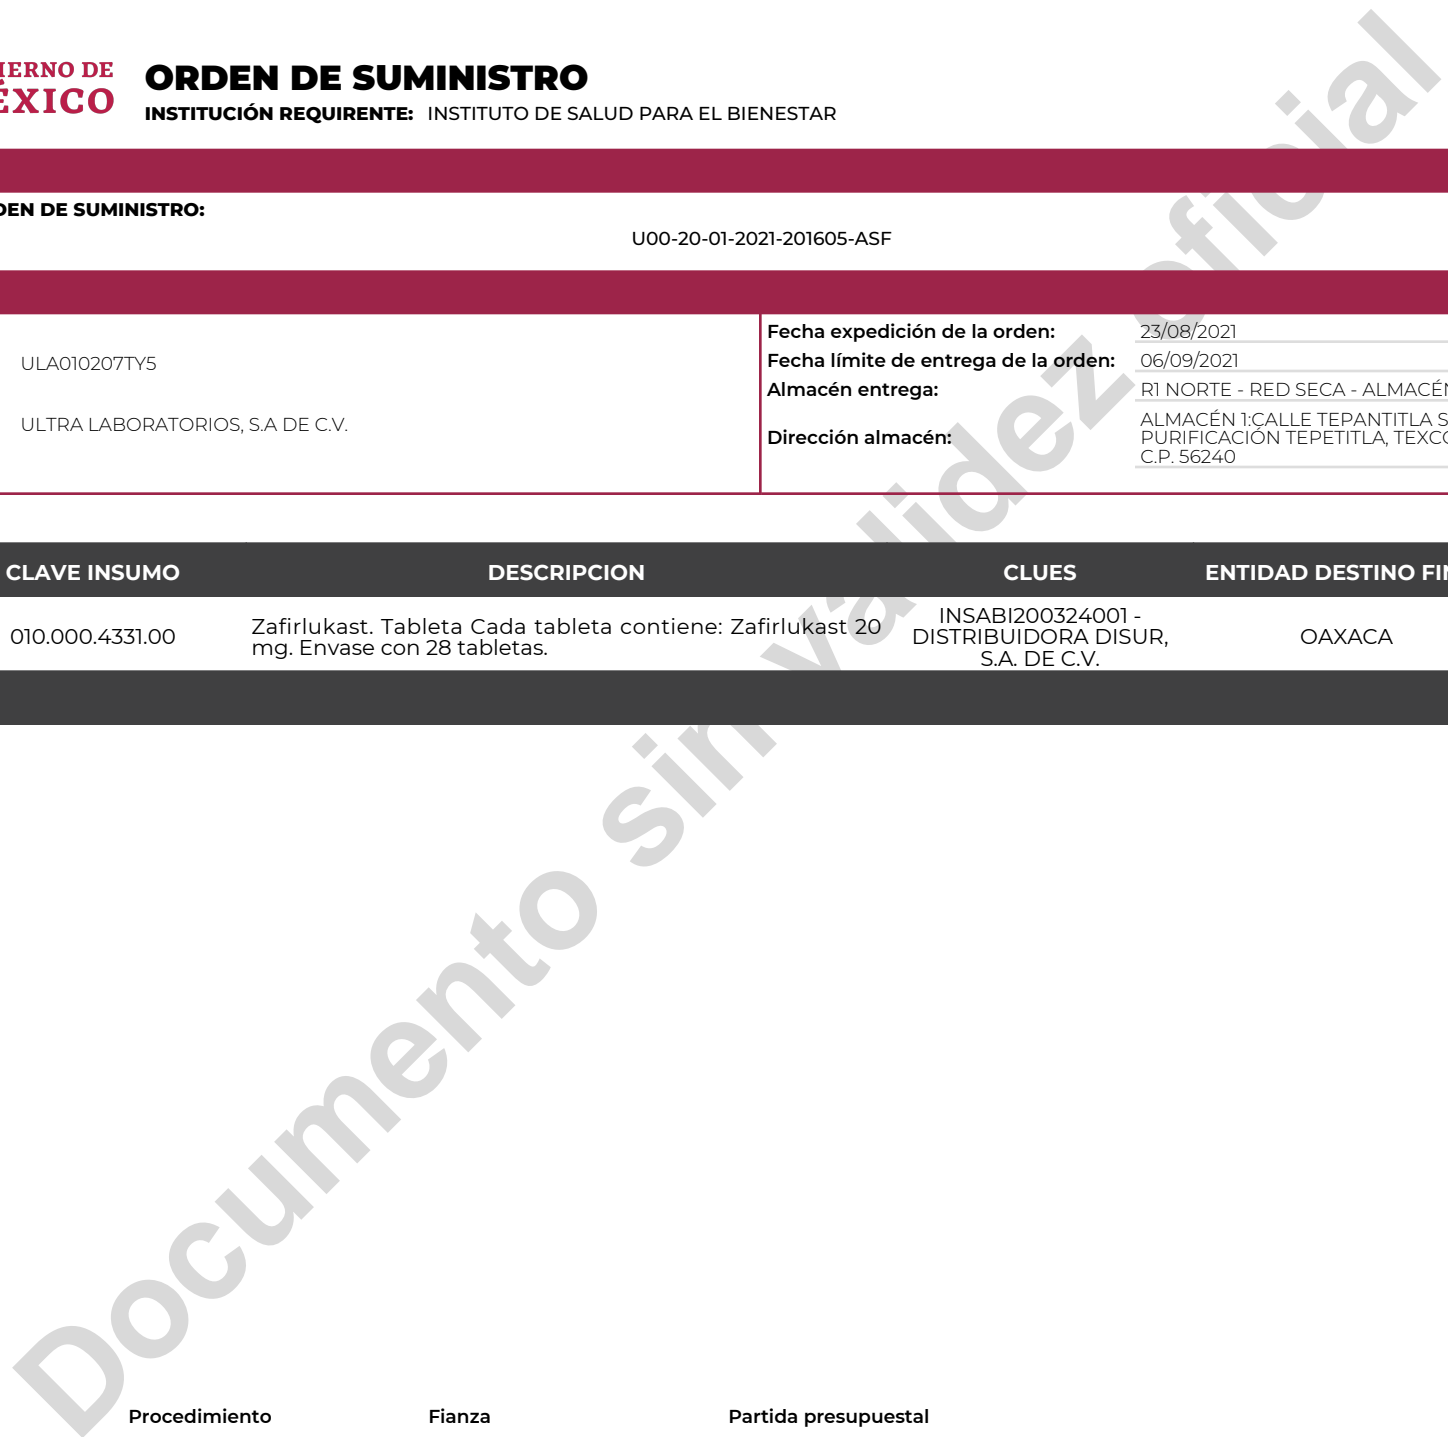 IERNO DE
ÉXICO
ORDEN DE SUMINISTRO
INSTITUCIÓN REQUIRENTE: INSTITUTO DE SALUD PARA EL BIENESTAR
DEN DE SUMINISTRO:
U00-20-01-2021-201605-ASF
ULA010207TY5
ULTRA LABORATORIOS, S.A DE C.V.
Fecha expedición de la orden: 23/08/2021
Fecha límite de entrega de la orden: 06/09/2021
Almacén entrega: R1 NORTE - RED SECA - ALMACÉN
Dirección almacén: ALMACÉN 1:CALLE TEPANTITLA S
PURIFICACIÓN TEPETITLA, TEXCO
C.P. 56240
CLAVE INSUMO DESCRIPCION CLUES ENTIDAD DESTINO FIN
010.000.4331.00
Zafirlukast. Tableta Cada tableta contiene: Zafirlukast 20
mg. Envase con 28 tabletas.
INSABI200324001 -
DISTRIBUIDORA DISUR,
S.A. DE C.V.
OAXACA
Documento sin validez oficial
Procedimiento Fianza Partida presupuestal